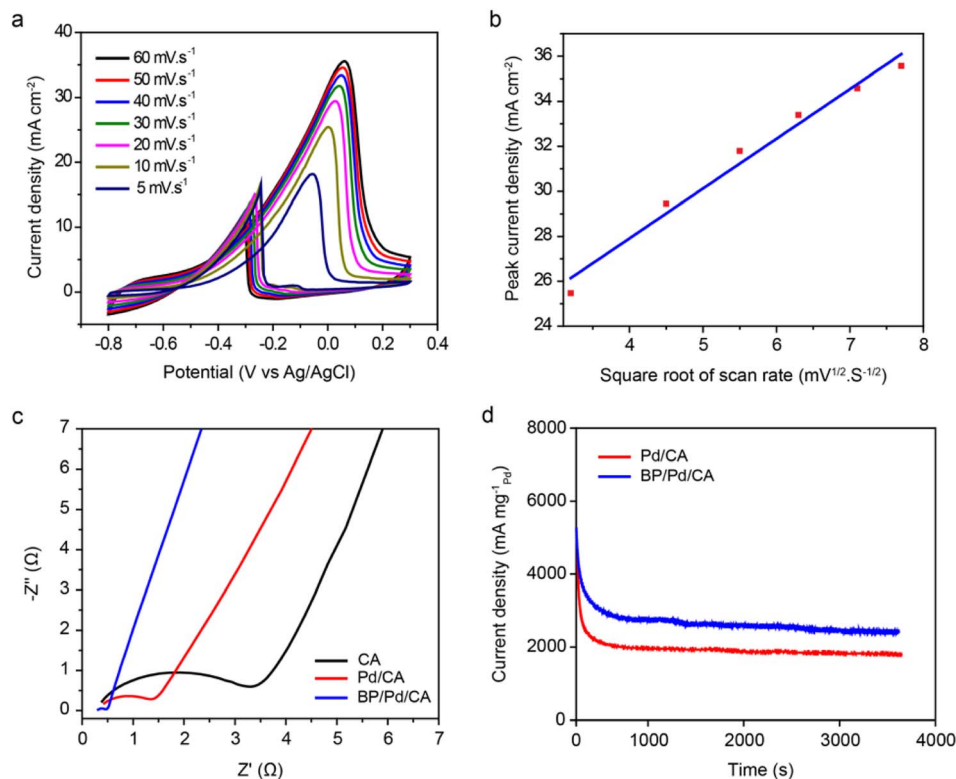 a
Current density (mA cm⁻²)
40
30
20
10
0
60 mV.s⁻¹
50 mV.s⁻¹
40 mV.s⁻¹
30 mV.s⁻¹
20 mV.s⁻¹
10 mV.s⁻¹
5 mV.s⁻¹
-0.8 -0.6 -0.4 -0.2 0.0 0.2 0.4
Potential (V vs Ag/AgCl)
b
Peak current density (mA cm⁻²)
36
34
32
30
28
26
24
4 5 6 7 8
Square root of scan rate (mV¹/².S⁻¹/²)
c
-Z'' (Ω)
7
6
5
4
3
2
1
0
CA
Pd/CA
BP/Pd/CA
0 1 2 3 4 5 6 7
Z' (Ω)
d
Current density (mA mg⁻¹Pd)
8000
6000
4000
2000
0
Pd/CA
BP/Pd/CA
0 1000 2000 3000 4000
Time (s)